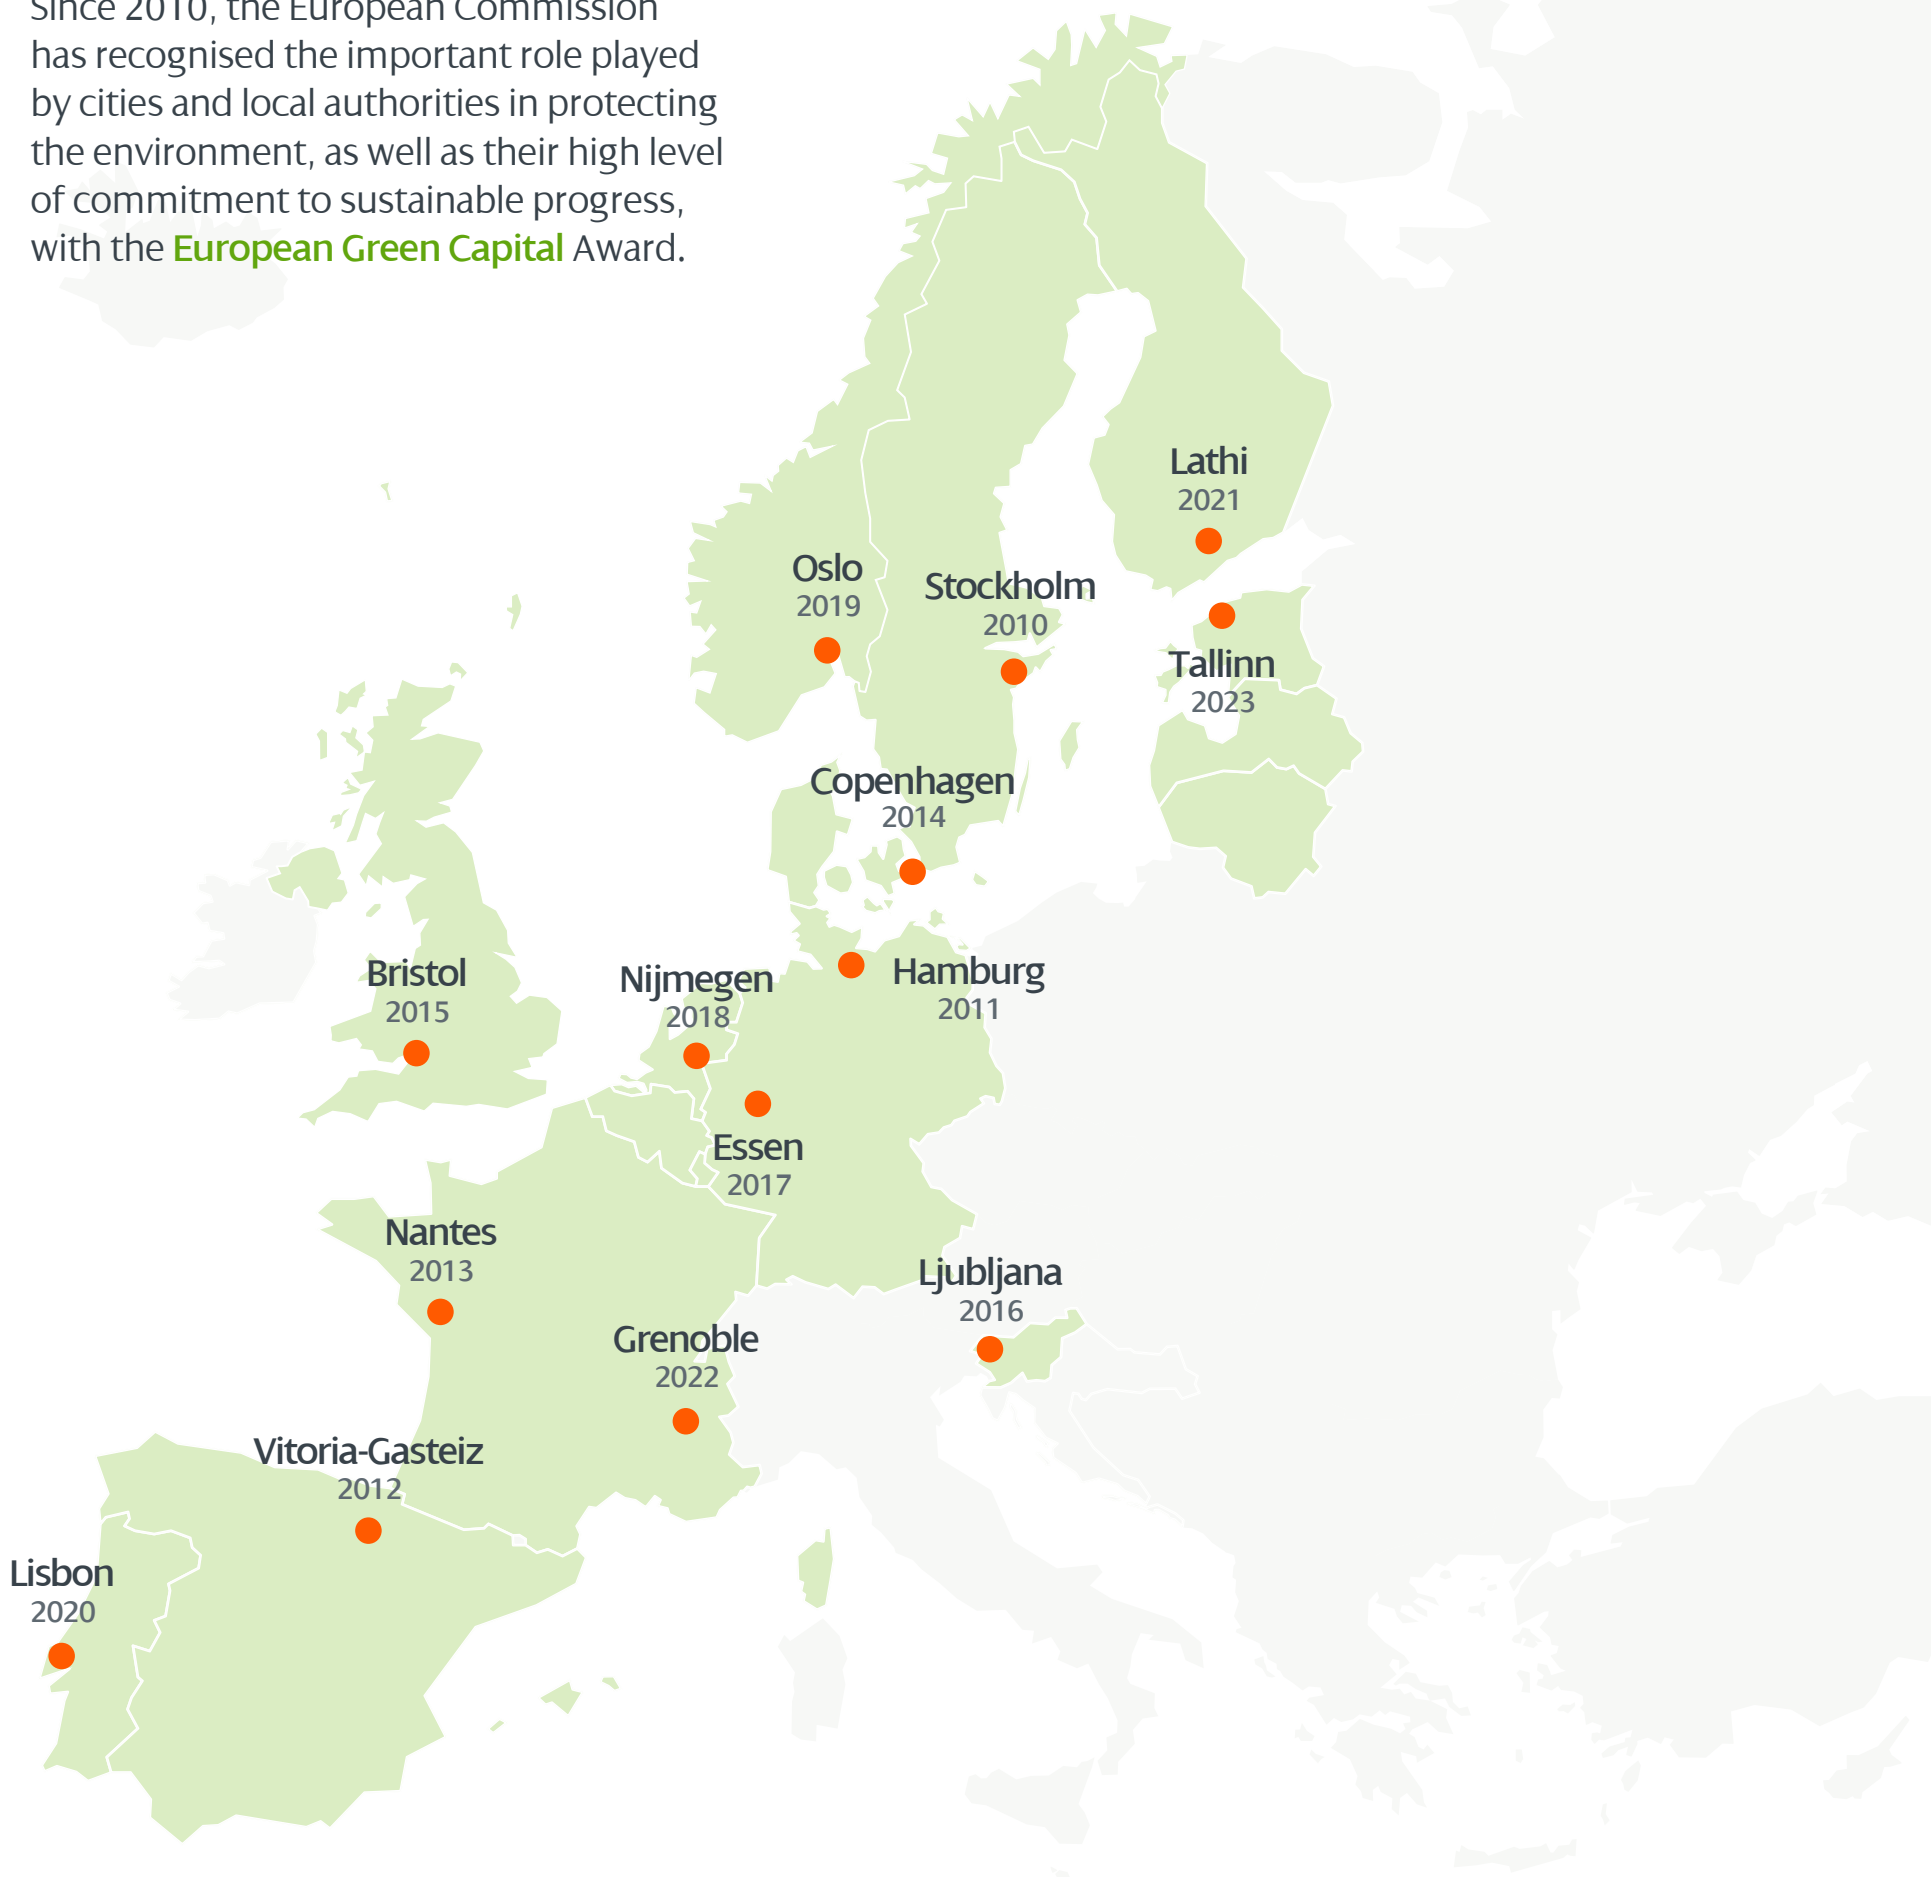 Since 2010, the European Commission
has recognised the important role played
by cities and local authorities in protecting
the environment, as well as their high level
of commitment to sustainable progress,
with the European Green Capital Award.
Lathi
2021
Oslo
2019
Stockholm
2010
Tallinn
2023
Copenhagen
2014
Bristol
2015
Nijmegen
2018
Hamburg
2011
Essen
2017
Nantes
2013
Ljubljana
2016
Grenoble
2022
Vitoria-Gasteiz
2012
Lisbon
2020